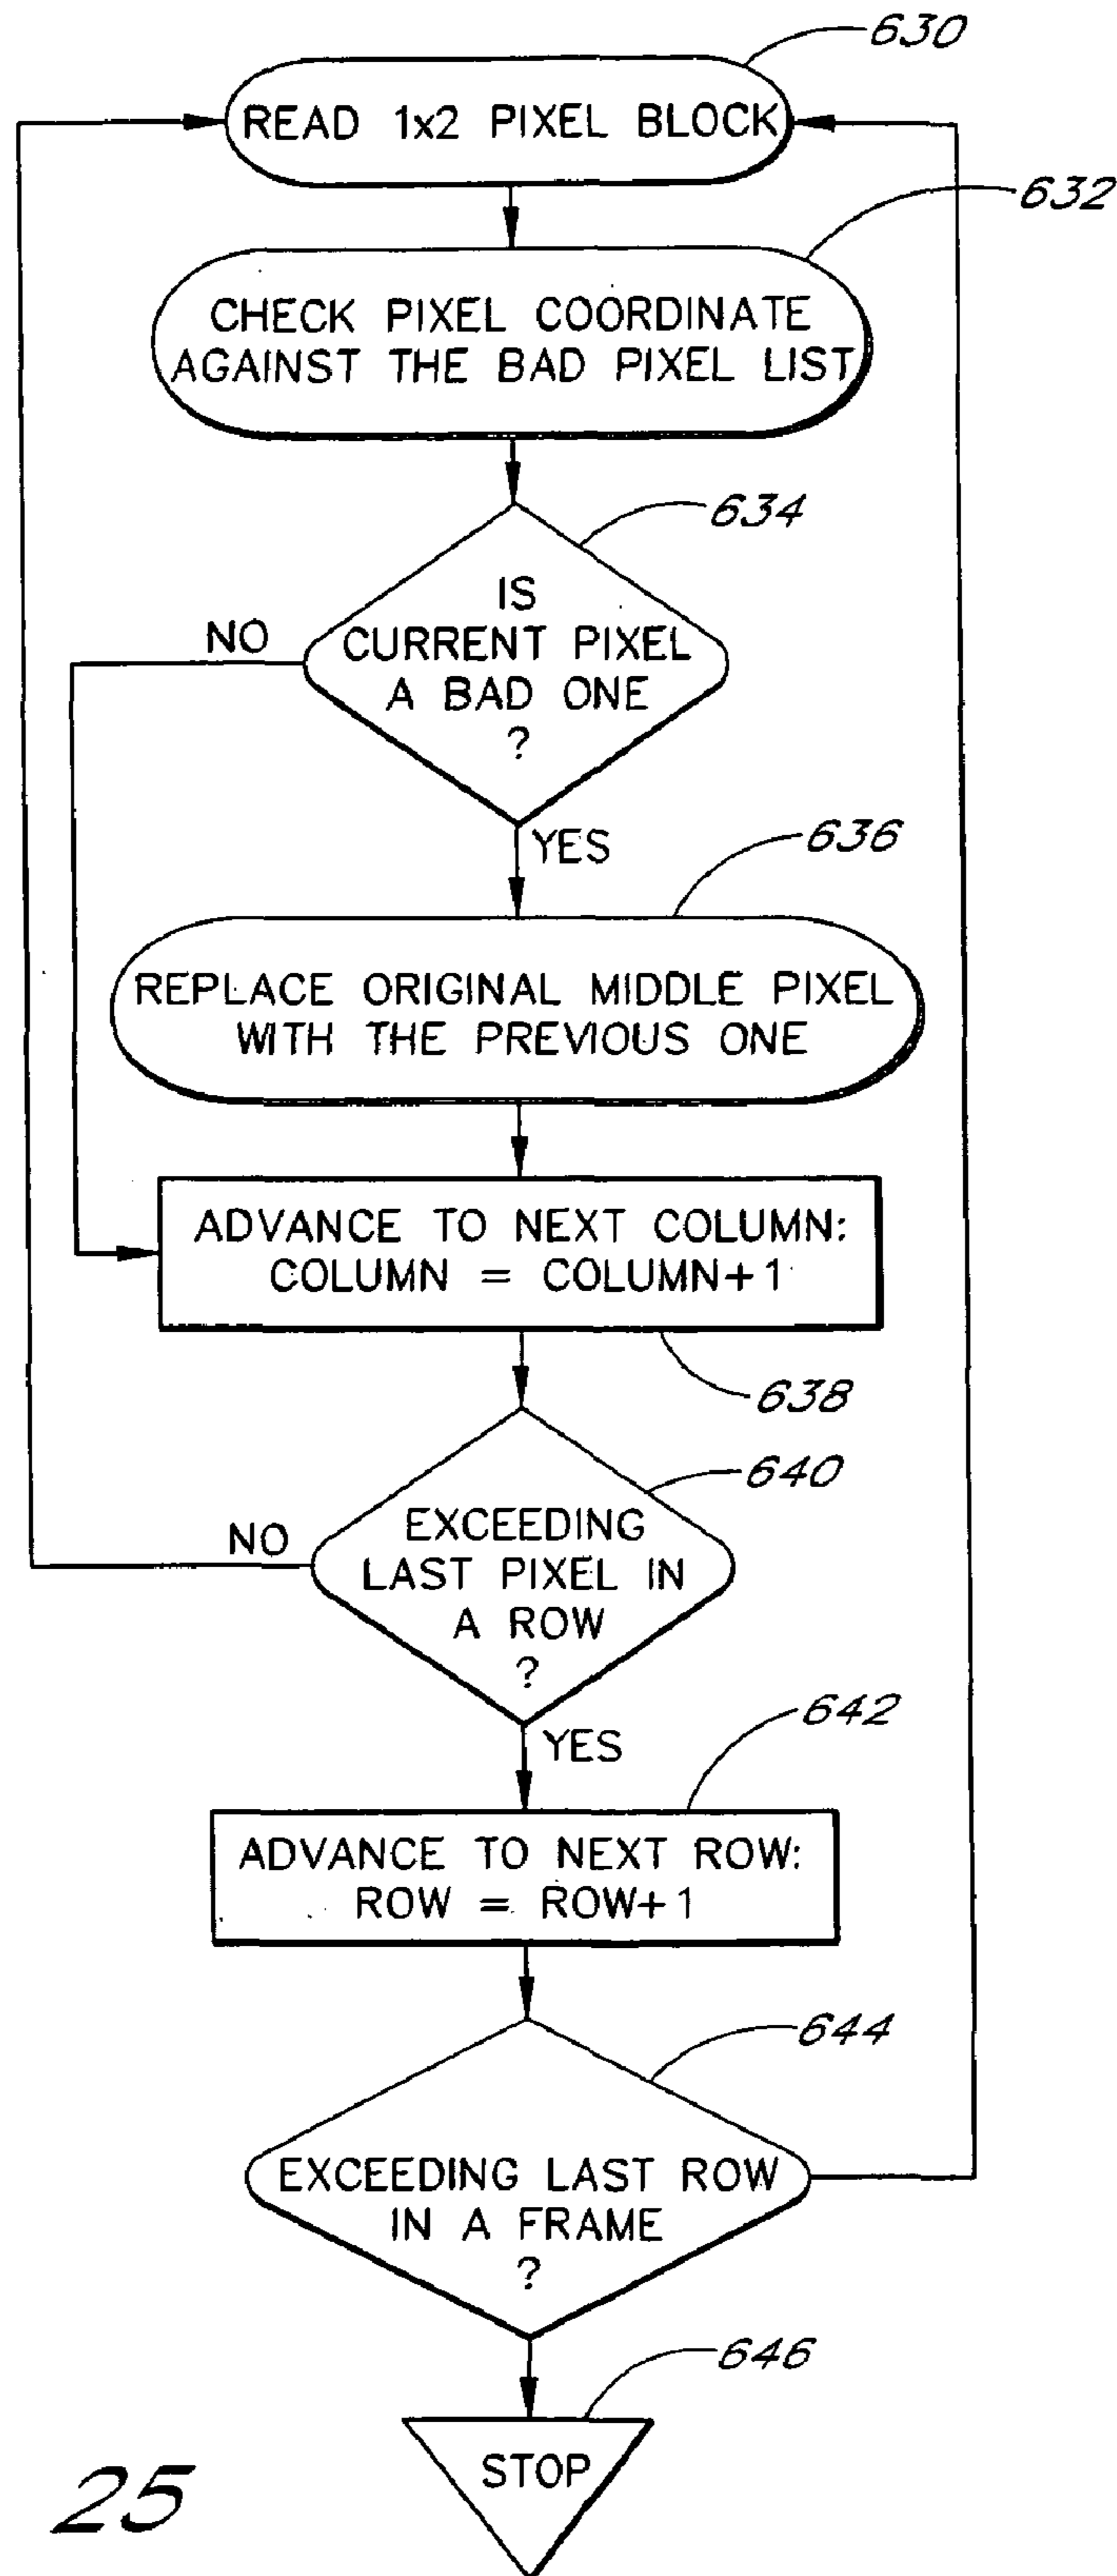 630
READ 1x2 PIXEL BLOCK
632
CHECK PIXEL COORDINATE
AGAINST THE BAD PIXEL LIST
634
IS
CURRENT PIXEL
A BAD ONE
?
NO
YES
636
REPLACE ORIGINAL MIDDLE PIXEL
WITH THE PREVIOUS ONE
ADVANCE TO NEXT COLUMN:
COLUMN = COLUMN+1
638
640
EXCEEDING
LAST PIXEL IN
A ROW
?
NO
YES
642
ADVANCE TO NEXT ROW:
ROW = ROW+1
644
EXCEEDING LAST ROW
IN A FRAME
?
646
STOP
25